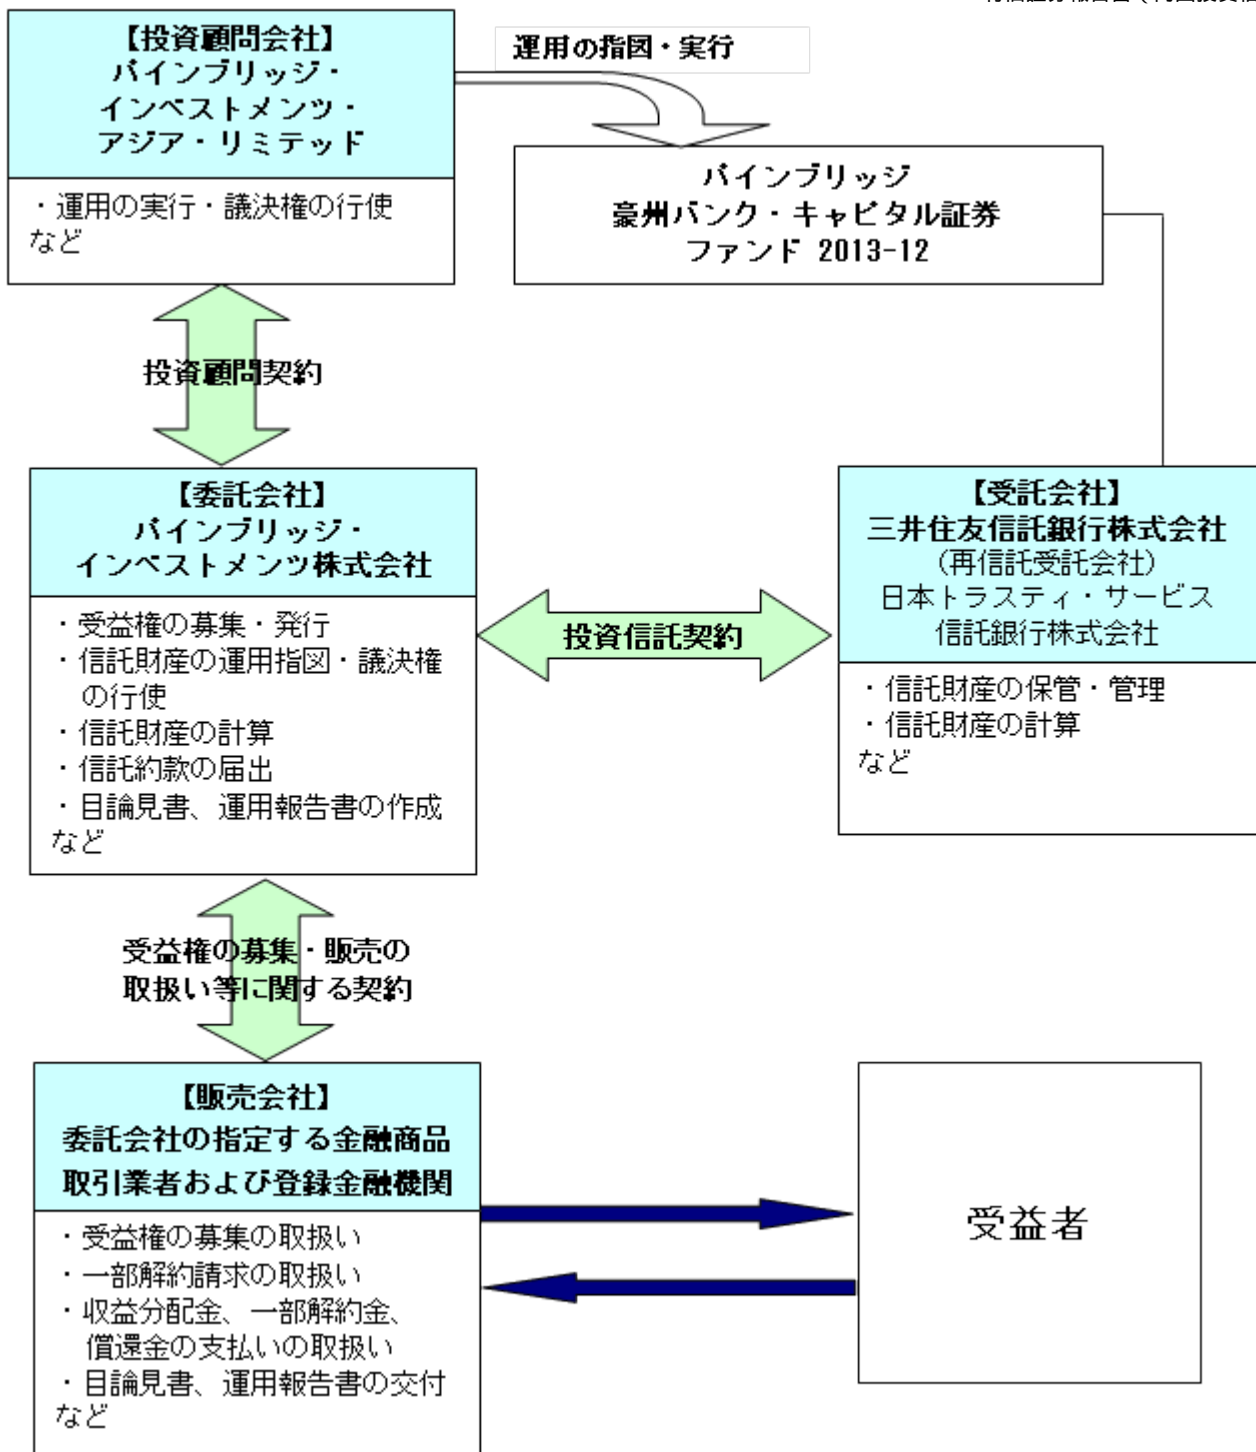 【投資顧問会社】
パインブリッジ・
インベストメンツ・
アジア・リミテッド
・運用の実行・議決権の行使
など
運用の指図・実行
パインブリッジ
豪州バンク・キャピタル証券
ファンド 2013-12
投資顧問契約
【委託会社】
パインブリッジ・
インベストメンツ株式会社
・受益権の募集・発行
・信託財産の運用指図・議決権
の行使
・信託財産の計算
・信託約款の届出
・目論見書、運用報告書の作成
など
投資信託契約
【受託会社】
三井住友信託銀行株式会社
(再信託受託会社)
日本トラスティ・サービス
信託銀行株式会社
・信託財産の保管・管理
・信託財産の計算
など
受益権の募集・販売の
取扱い等に関する契約
【販売会社】
委託会社の指定する金融商品
取引業者および登録金融機関
・受益権の募集の取扱い
・一部解約請求の取扱い
・収益分配金、一部解約金、
償還金の支払いの取扱い
・目論見書、運用報告書の交付
など
受益者